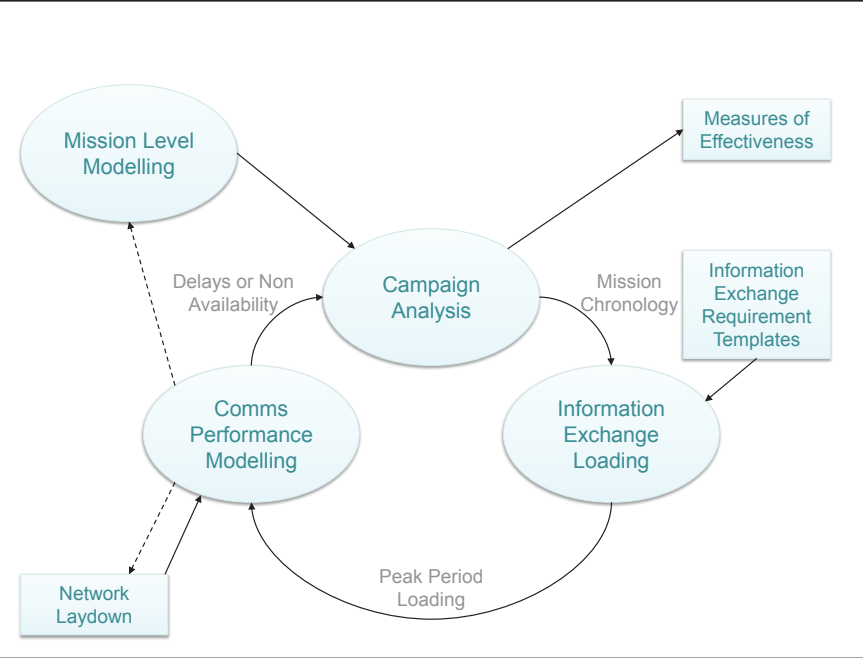 Mission Level
Modelling
Measures of
Effectiveness
Delays or Non
Availability
Campaign
Analysis
Mission
Chronology
Information
Exchange
Requirement
Templates
Comms
Performance
Modelling
Information
Exchange
Loading
Peak Period
Loading
Network
Laydown